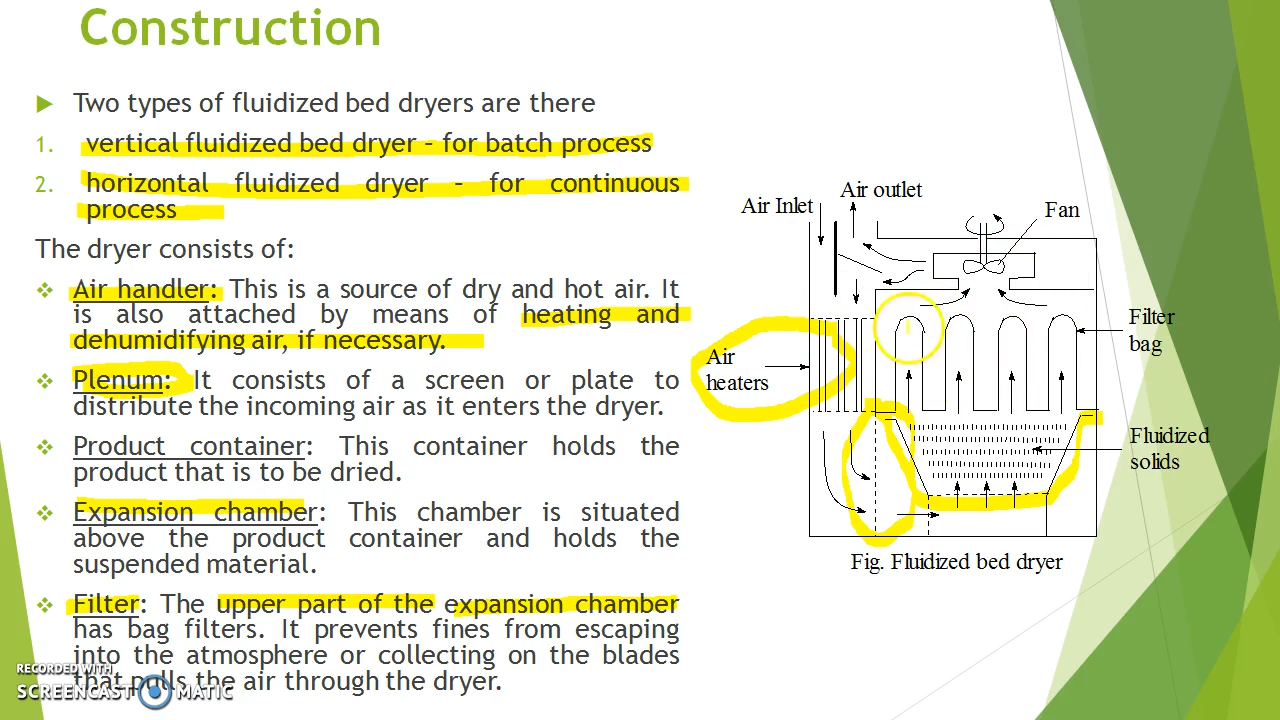 Construction
Two types of fluidized bed dryers are there
1. vertical fluidized bed dryer – for batch process
2. horizontal fluidized dryer – for continuous
process
The dryer consists of:
Air handler: This is a source of dry and hot air. It
is also attached by means of heating and
dehumidifying air, if necessary.
Plenum: It consists of a screen or plate to
distribute the incoming air as it enters the dryer.
Product container: This container holds the
product that is to be dried.
Expansion chamber: This chamber is situated
above the product container and holds the
suspended material.
Filter: The upper part of the expansion chamber
has bag filters. It prevents fines from escaping
into the atmosphere or collecting on the blades
that pulls the air through the dryer.
Air Inlet
Air outlet
Fan
Filter
bag
Air
heaters
Fluidized
solids
Fig. Fluidized bed dryer
RECORDED WITH
SCREENCAST MATIC